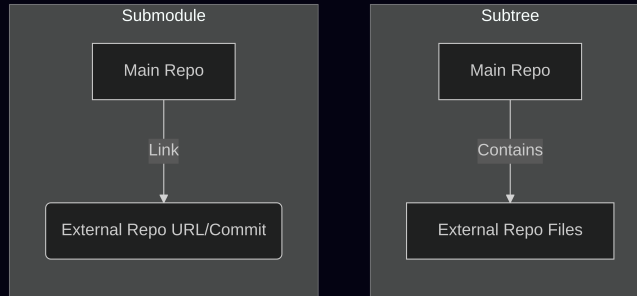 Submodule
Main Repo
Link
External Repo URL/Commit
Subtree
Main Repo
Contains
External Repo Files